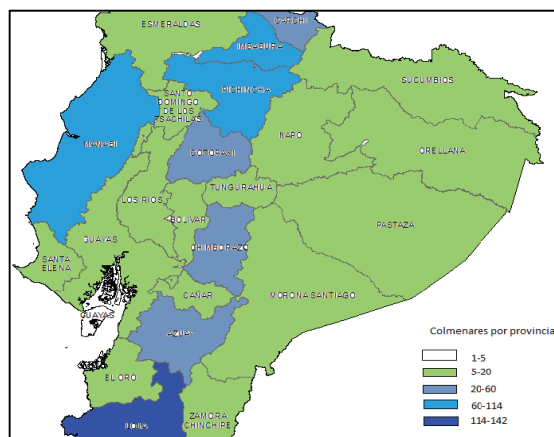 ESMERALDAS
CARCHI
IMBABURA
SUCUMBIOS
PICHINCHA
SANTO
DOMINGO
DE LOS
TSACHILAS
NAPO
MANABI
COTOPAXI
ORELLANA
TUNGURAHUA
LOS RIOS
BOLIVAR
PASTAZA
GUAYAS
CHIMBORAZO
SANTA
ELENA
CAÑAR
MORONA SANTIAGO
GUAYAS
AZUAY
Colmenares por provincia
1-5
EL ORO
5-20
20-60
60-114
LOJA
ZAMORA
CHINCHIPE
114-142